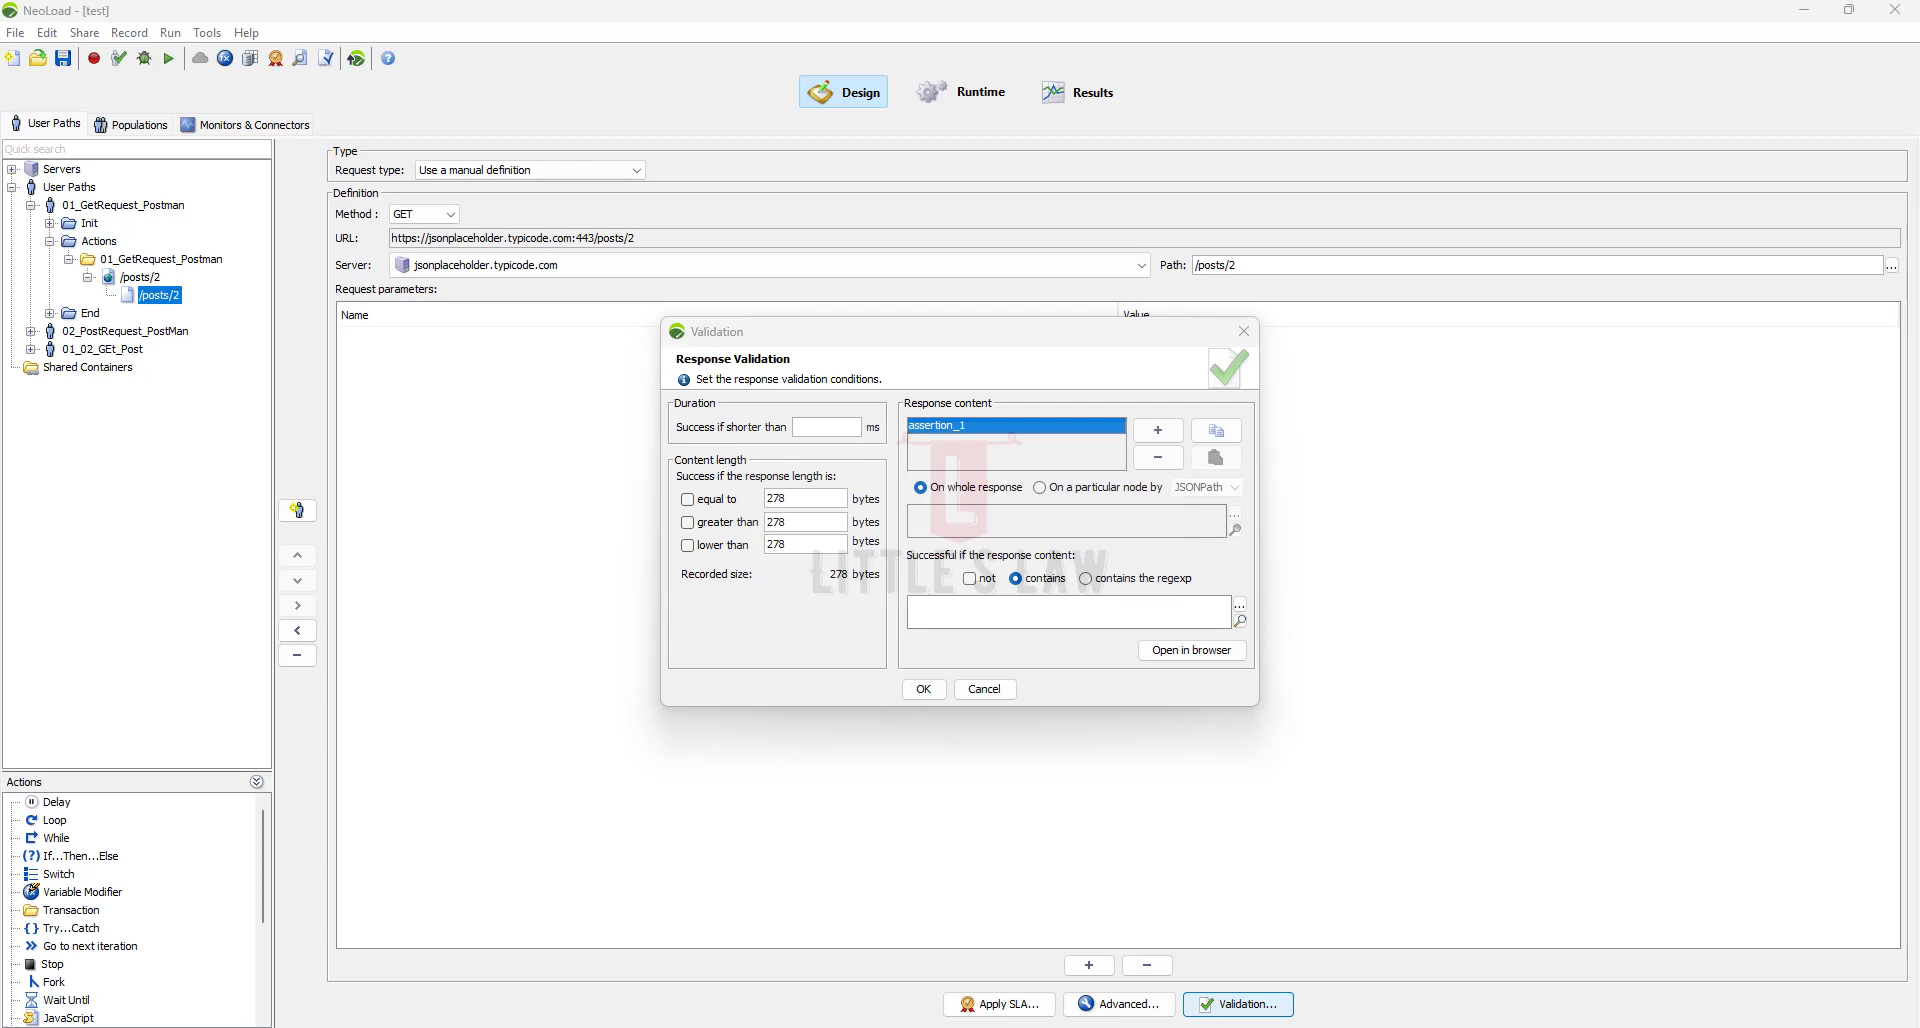 NeoLoad - [test]
File Edit Share Record Run Tools Help
Design Runtime Results
User Paths Populations Monitors & Connectors
Quick search
Servers
User Paths
01_GetRequest_Postman
Init
Actions
01_GetRequest_Postman
/posts/2
/posts/2
End
02_PostRequest_PostMan
01_02_GEt_Post
Shared Containers
Actions
Delay
Loop
While
If...Then...Else
Switch
Variable Modifier
Transaction
Try...Catch
Go to next iteration
Stop
Fork
Wait Until
JavaScript
Type
Request type: Use a manual definition
Definition
Method : GET
URL: https://jsonplaceholder.typicode.com:443/posts/2
Server: jsonplaceholder.typicode.com Path: /posts/2 ...
Request parameters:
Name Value
Validation
Response Validation
Set the response validation conditions.
Duration
Success if shorter than ms
Content length
Success if the response length is:
equal to 278 bytes
greater than 278 bytes
lower than 278 bytes
Recorded size: 278 bytes
Response content
assertion_1
+
-
On whole response On a particular node by JSONPath
...
Successful if the response content:
not contains contains the regexp
...
Open in browser
OK Cancel
L
LITTLE'S LAW
+ -
Apply SLA... Advanced... Validation...